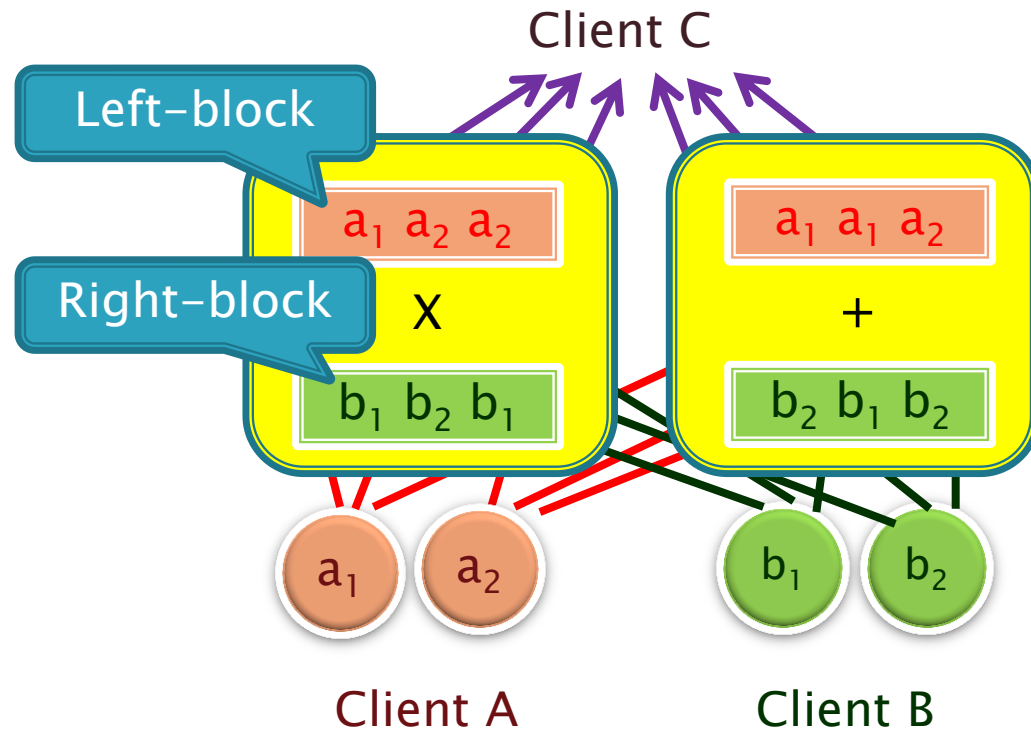 Client C
Left-block
a₁ a₂ a₂
a₁ a₁ a₂
Right-block
X
+
b₁ b₂ b₁
b₂ b₁ b₂
a₁
a₂
b₁
b₂
Client A
Client B